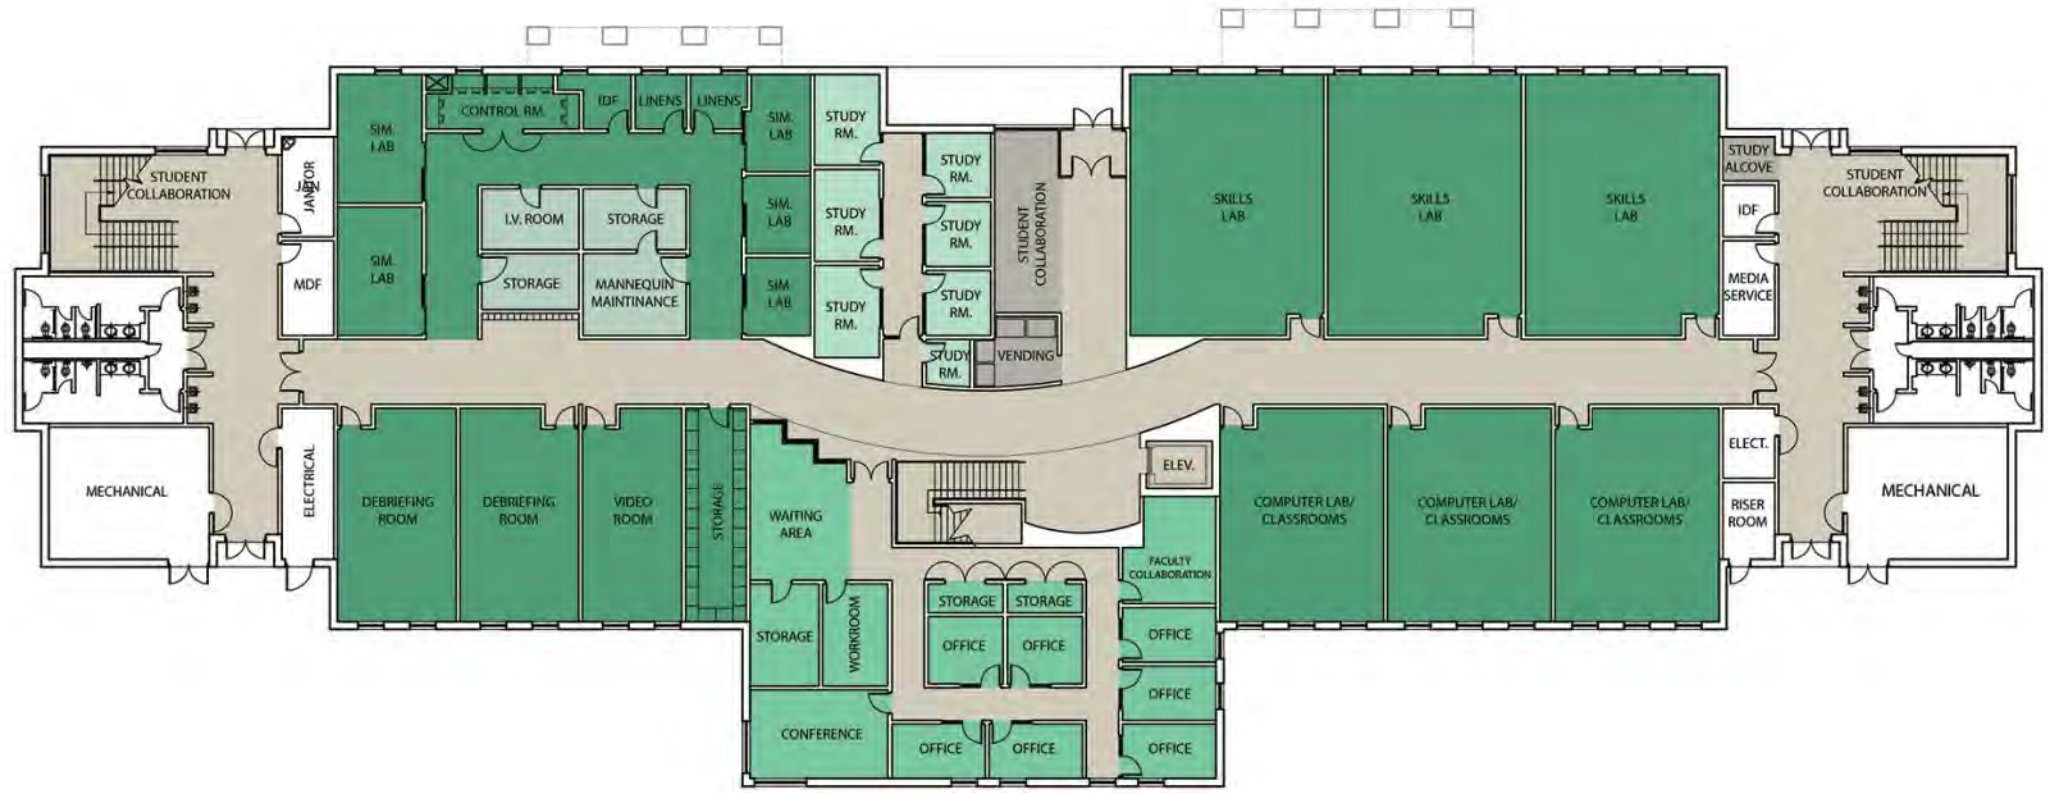 STUDENT
COLLABORATION
JAN
JANITOR
MDF
SIM.
LAB
SIM.
LAB
CONTROL RM.
IDF
LINENS
LINENS
SIM.
LAB
SIM.
LAB
SIM.
LAB
I.V. ROOM
STORAGE
STORAGE
MANNEQUIN
MAINTINANCE
STUDY
RM.
STUDY
RM.
STUDY
RM.
STUDY
RM.
STUDY
RM.
STUDY
RM.
STUDY
RM.
STUDENT
COLLABORATION
VENDING
SKILLS
LAB
SKILLS
LAB
SKILLS
LAB
STUDY
ALCOVE
IDF
MEDIA
SERVICE
STUDENT
COLLABORATION
MECHANICAL
ELECTRICAL
DEBRIEFING
ROOM
DEBRIEFING
ROOM
VIDEO
ROOM
STORAGE
WAITING
AREA
ELEV.
COMPUTER LAB/
CLASSROOMS
COMPUTER LAB/
CLASSROOMS
COMPUTER LAB/
CLASSROOMS
ELECT.
RISER
ROOM
MECHANICAL
FACULTY
COLLABORATION
STORAGE
WORKROOM
STORAGE
STORAGE
OFFICE
OFFICE
OFFICE
OFFICE
CONFERENCE
OFFICE
OFFICE
OFFICE